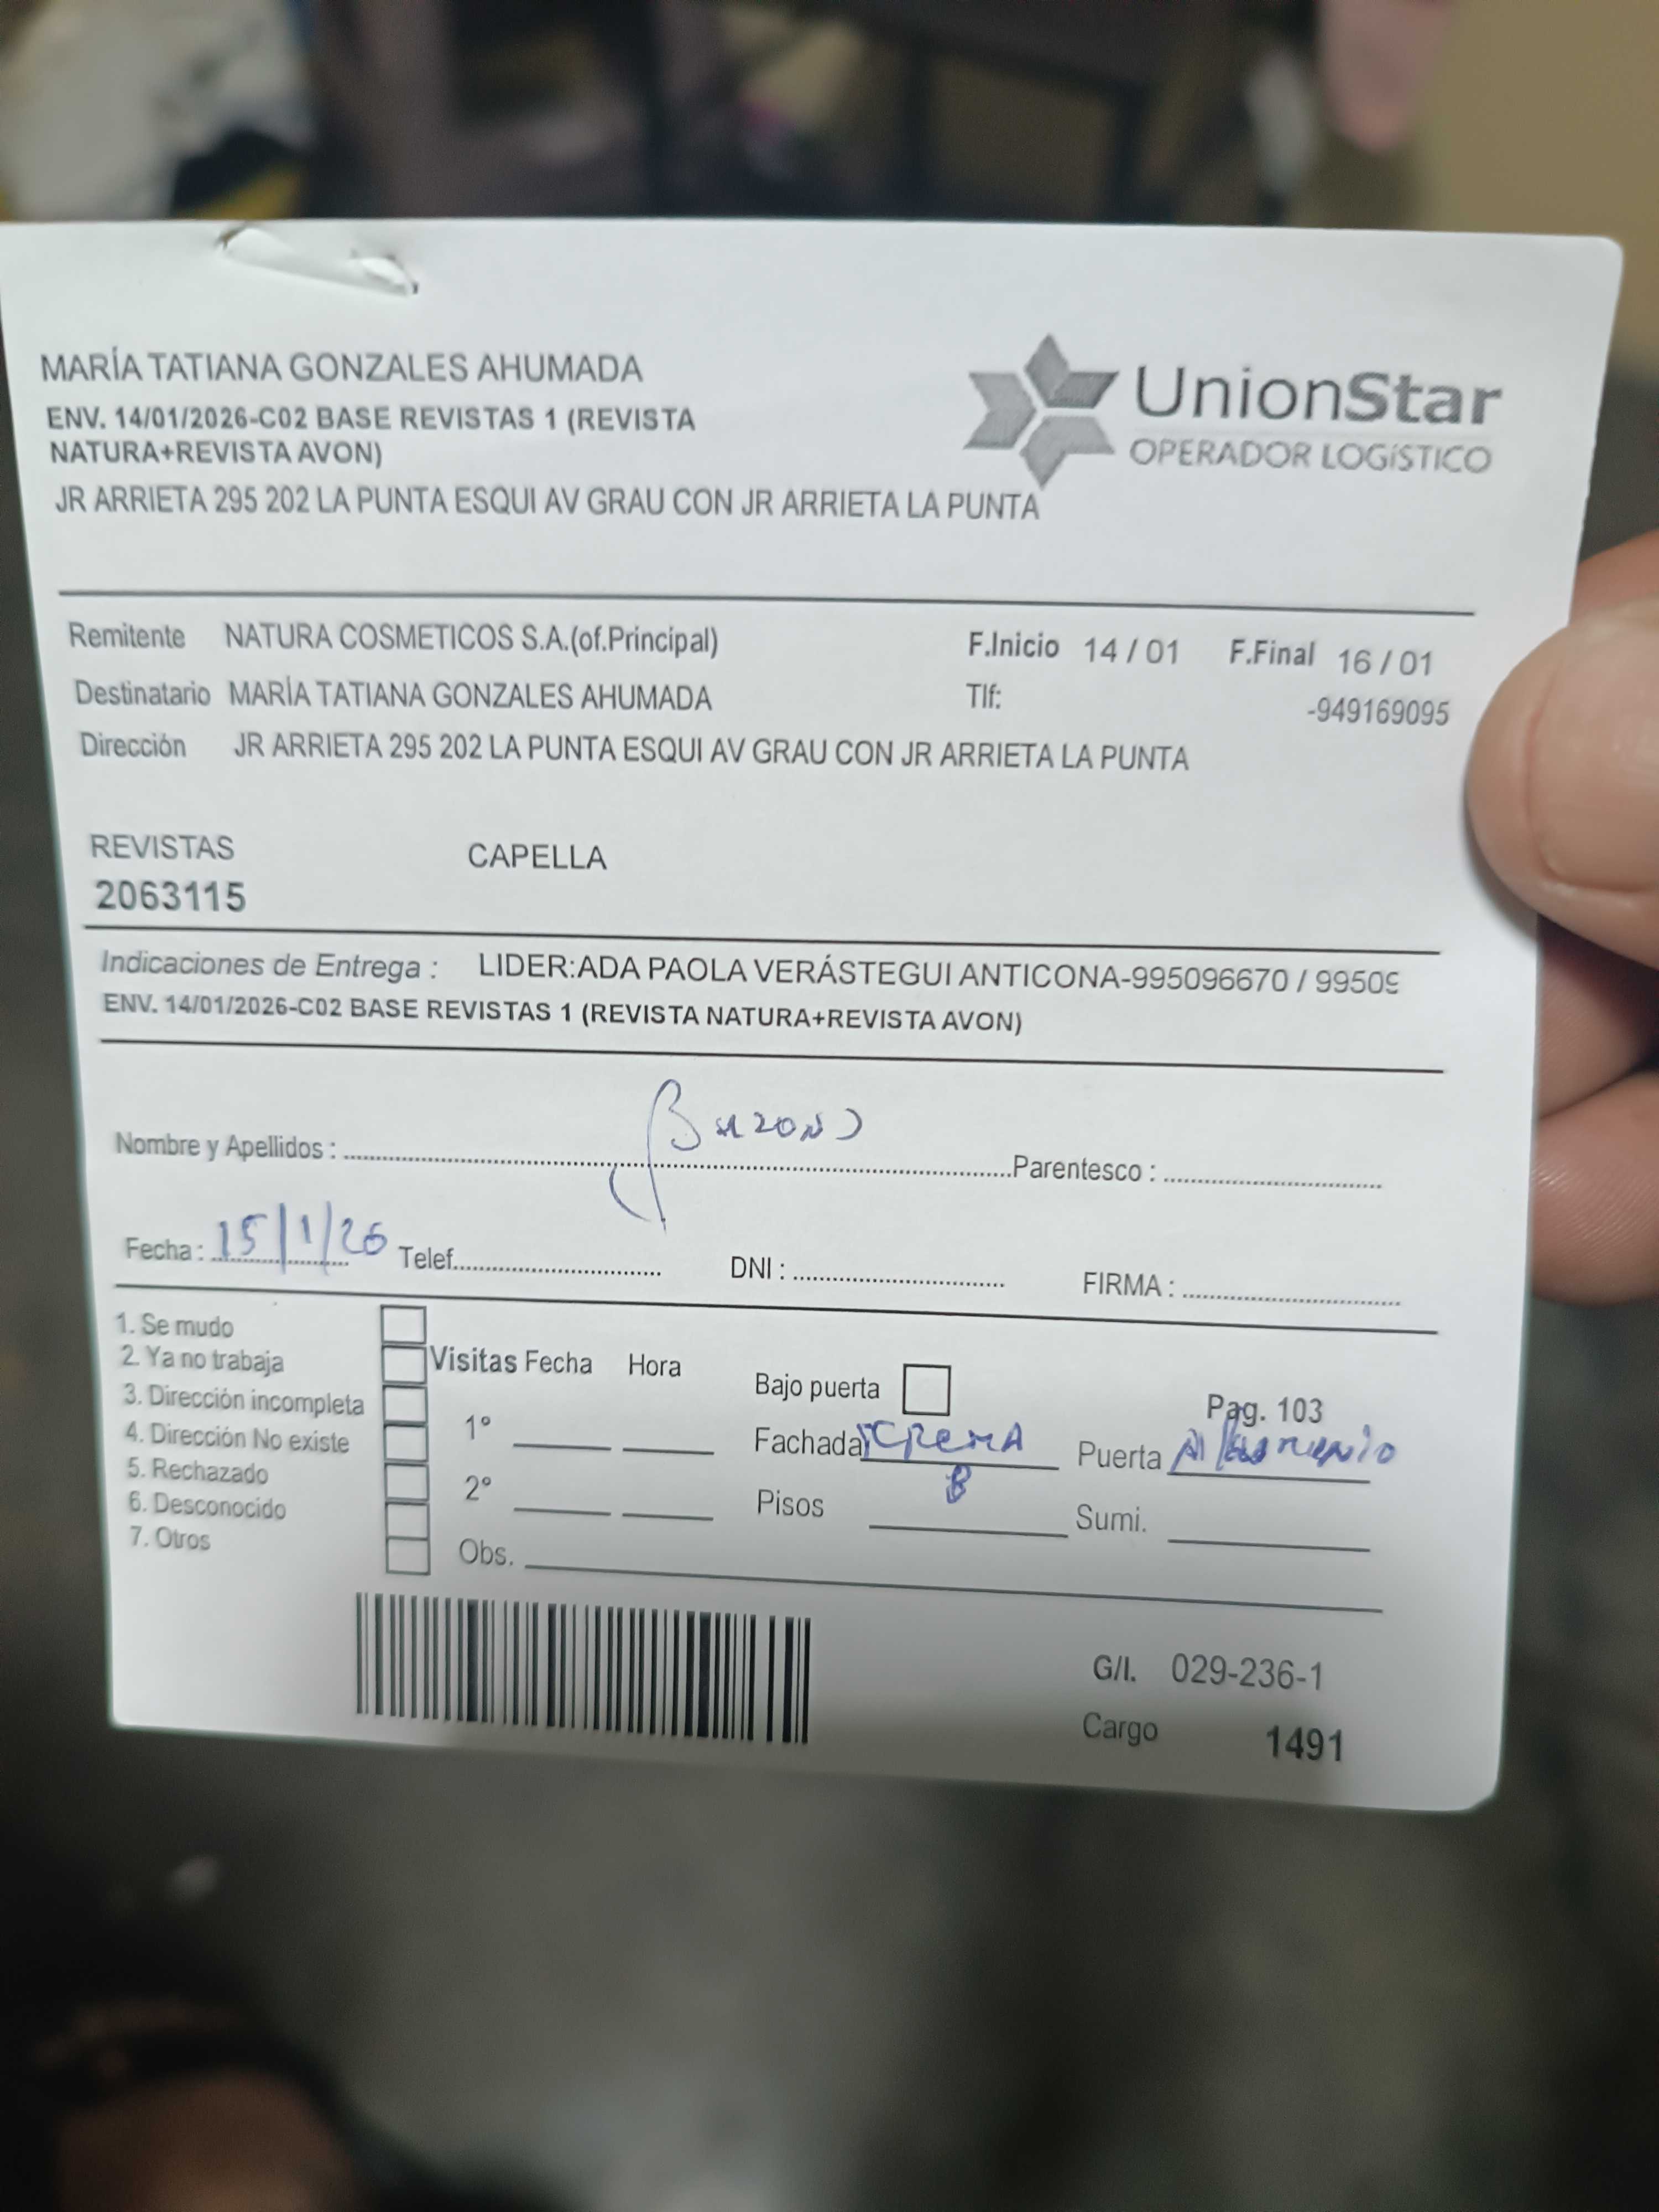 MARÍA TATIANA GONZALES AHUMADA
ENV. 14/01/2026-C02 BASE REVISTAS 1 (REVISTA
NATURA+REVISTA AVON)
JR ARRIETA 295 202 LA PUNTA ESQUI AV GRAU CON JR ARRIETA LA PUNTA
UnionStar
OPERADOR LOGÍSTICO
Remitente NATURA COSMETICOS S.A.(of.Principal) F.Inicio 14 / 01 F.Final 16 / 01
Destinatario MARÍA TATIANA GONZALES AHUMADA Tlf: -949169095
Dirección JR ARRIETA 295 202 LA PUNTA ESQUI AV GRAU CON JR ARRIETA LA PUNTA
REVISTAS CAPELLA
2063115
Indicaciones de Entrega : LIDER:ADA PAOLA VERÁSTEGUI ANTICONA-995096670 / 99509
ENV. 14/01/2026-C02 BASE REVISTAS 1 (REVISTA NATURA+REVISTA AVON)
Nombre y Apellidos : Parentesco :
Fecha : 15/1/26 Telef. DNI : FIRMA :
1. Se mudo
2. Ya no trabaja
3. Dirección incompleta
4. Dirección No existe
5. Rechazado
6. Desconocido
7. Otros
Visitas Fecha Hora
1°
2°
Obs.
Bajo puerta
Pag. 103
Fachada CREMA Puerta
Pisos Sumi.
G/I. 029-236-1
Cargo 1491